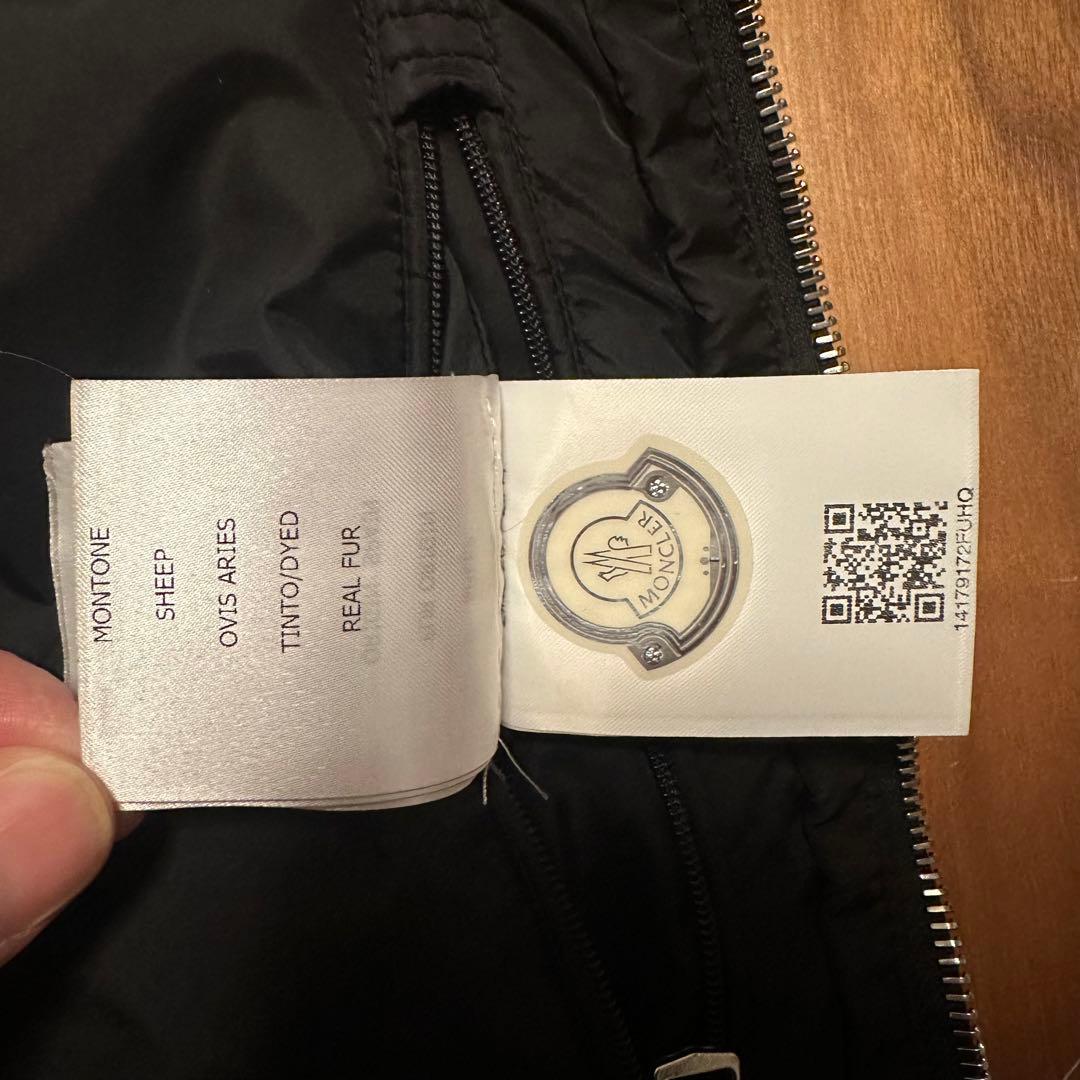 MONTONE
SHEEP
OVIS ARIES
TINTO/DYED
REAL FUR
MONCLER
14179172FUHQ